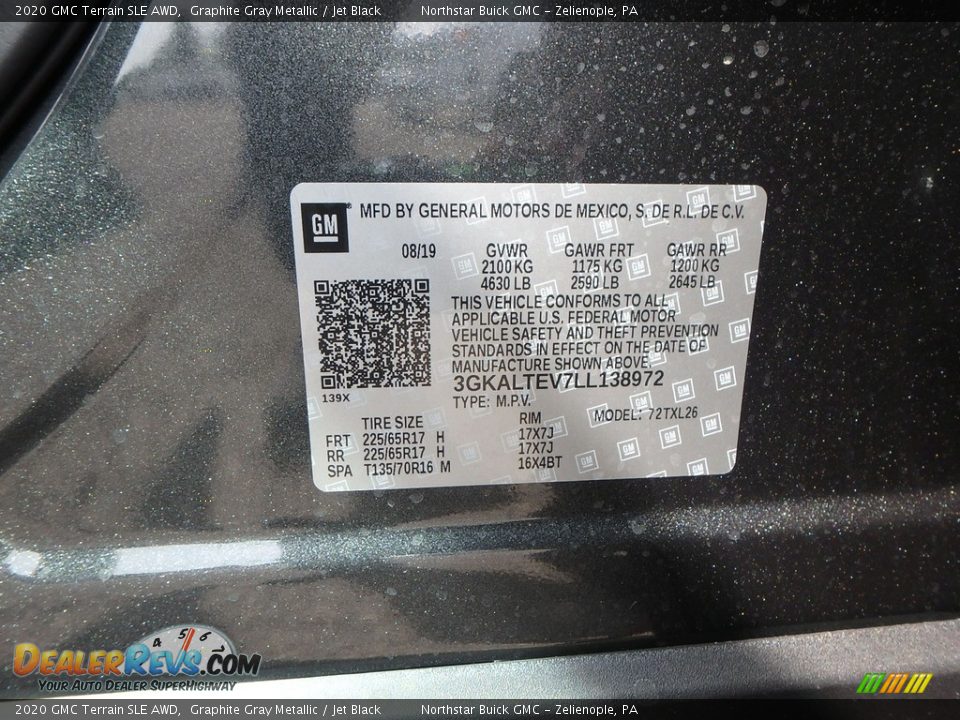 2020 GMC Terrain SLE AWD, Graphite Gray Metallic / Jet Black Northstar Buick GMC – Zelienople, PA
GM MFD BY GENERAL MOTORS DE MEXICO, S. DE R.L. DE C.V.
08/19 GVWR GAWR FRT GAWR RR
2100 KG 1175 KG 1200 KG
4630 LB 2590 LB 2645 LB
THIS VEHICLE CONFORMS TO ALL
APPLICABLE U.S. FEDERAL MOTOR
VEHICLE SAFETY AND THEFT PREVENTION
STANDARDS IN EFFECT ON THE DATE OF
MANUFACTURE SHOWN ABOVE.
3GKALTEV7LL138972
139X TYPE: M.P.V.
MODEL: 72TXL26
TIRE SIZE RIM
FRT 225/65R17 H 17X7J
RR 225/65R17 H 17X7J
SPA T135/70R16 M 16X4BT
4 5 6
DEALERREVS.COM
YOUR AUTO DEALER SUPERHIGHWAY
2020 GMC Terrain SLE AWD, Graphite Gray Metallic / Jet Black Northstar Buick GMC – Zelienople, PA